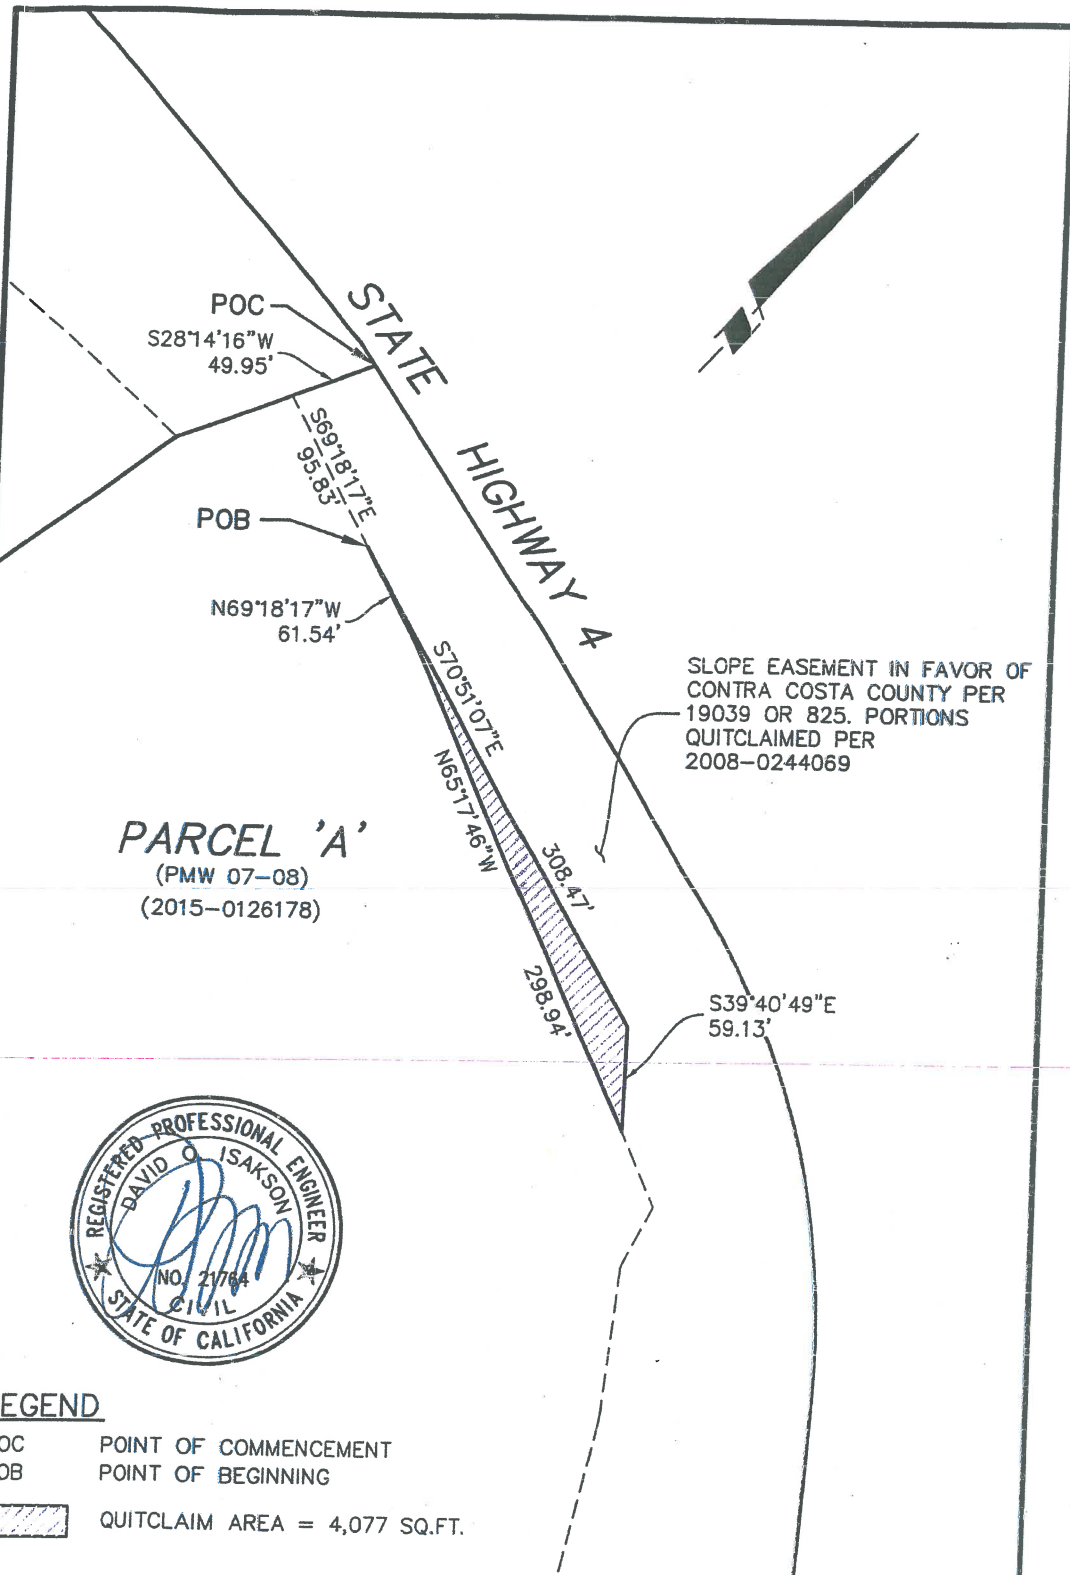 POC
S28°14'16"W
49.95'
STATE HIGHWAY 4
S69°18'17"E
95.83'
POB
N69°18'17"W
61.54'
S70°51'07"E
308.47'
N65°17'46"W
298.94'
SLOPE EASEMENT IN FAVOR OF
CONTRA COSTA COUNTY PER
19039 OR 825. PORTIONS
QUITCLAIMED PER
2008-0244069
PARCEL 'A'
(PMW 07-08)
(2015-0126178)
S39°40'49"E
59.13'
REGISTERED PROFESSIONAL ENGINEER
DAVID O. ISAKSON
NO. 21764
CIVIL
STATE OF CALIFORNIA
EGEND
OC POINT OF COMMENCEMENT
OB POINT OF BEGINNING
QUITCLAIM AREA = 4,077 SQ.FT.